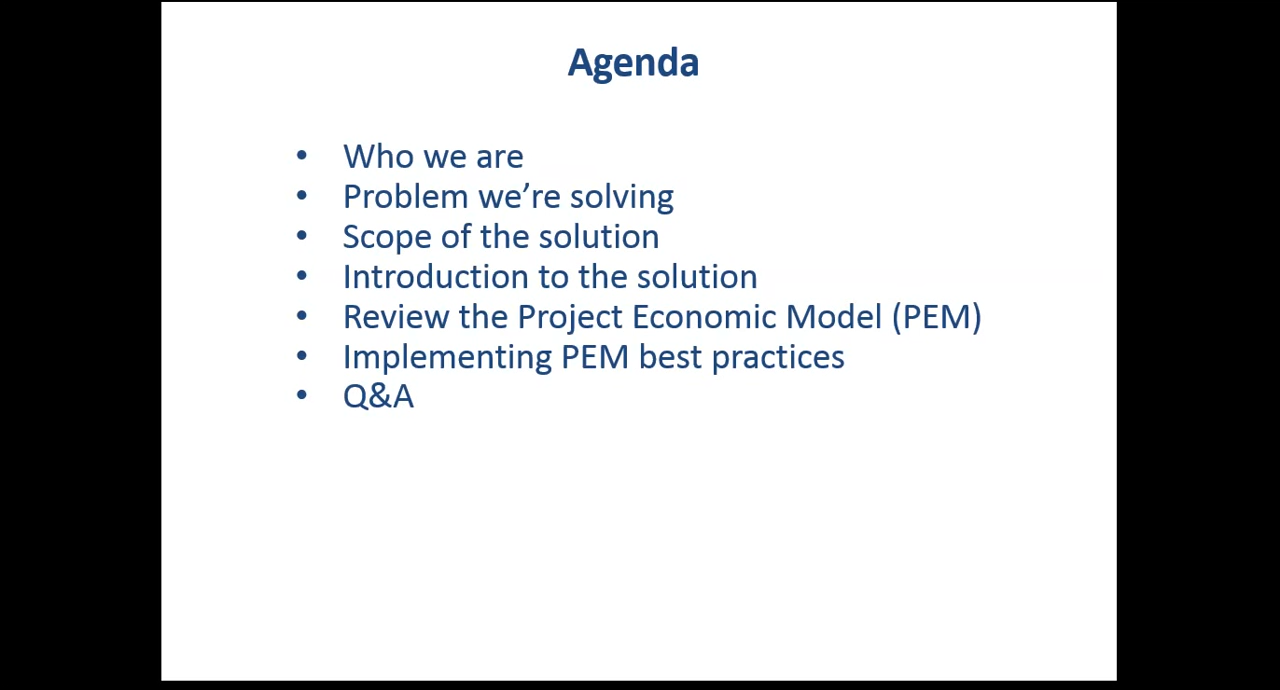 Agenda
• Who we are
• Problem we’re solving
• Scope of the solution
• Introduction to the solution
• Review the Project Economic Model (PEM)
• Implementing PEM best practices
• Q&A